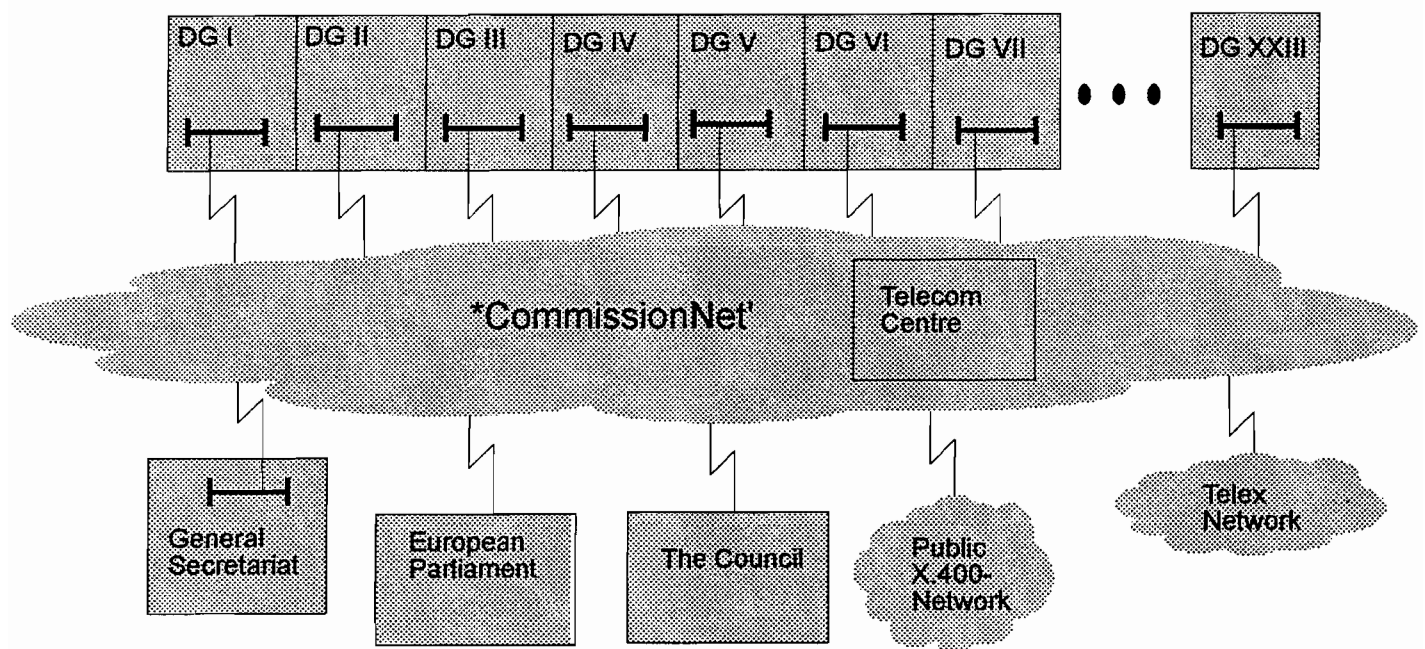 DG I
DG II
DG III
DG IV
DG V
DG VI
DG VII
DG XXIII
*CommissionNet'
Telecom
Centre
General
Secretariat
European
Partiament
The Council
Public
X.400-
Network
Telex
Network